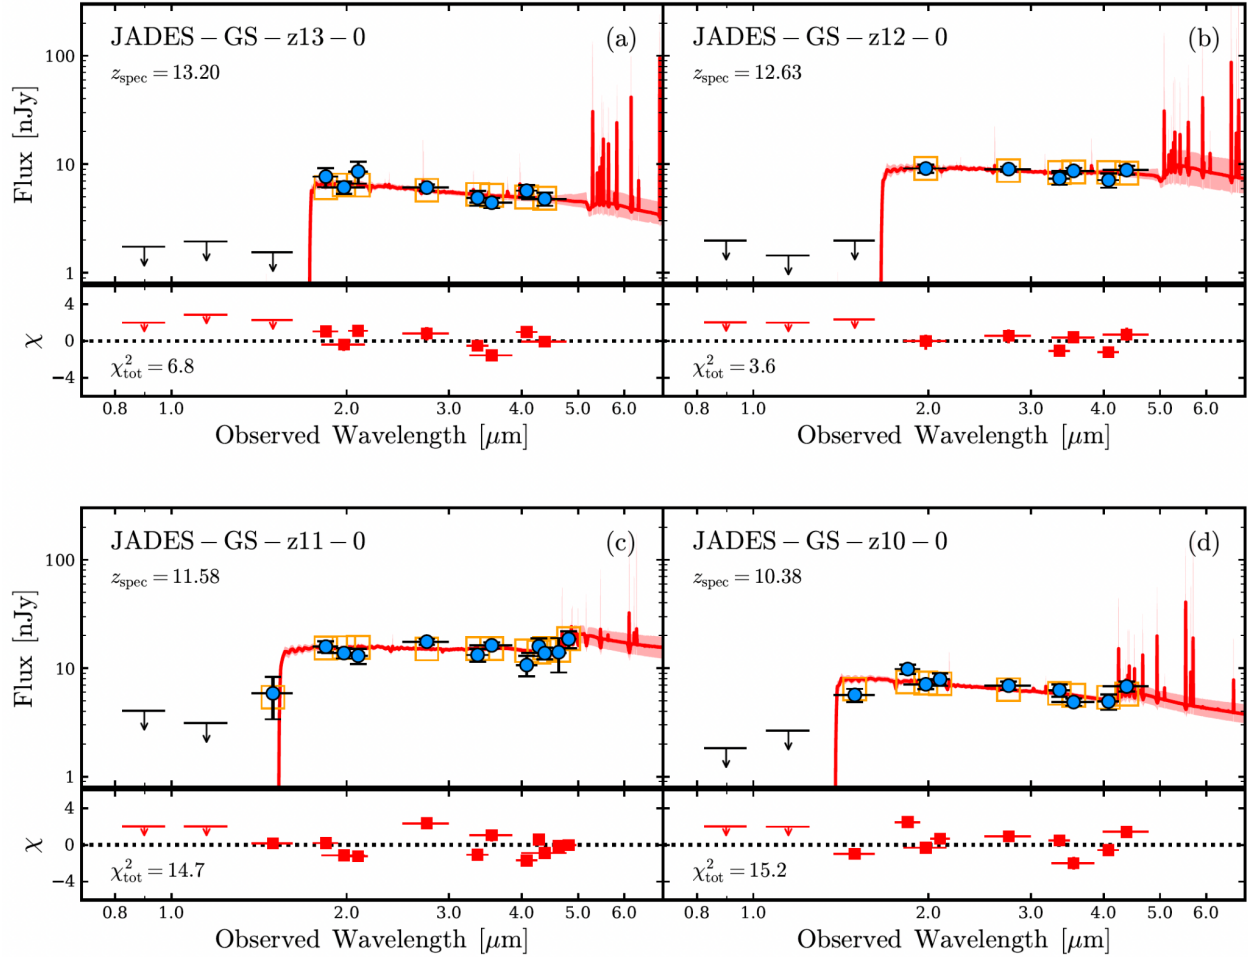 JADES − GS − z13 − 0 (a)
z_spec = 13.20
JADES − GS − z12 − 0 (b)
z_spec = 12.63
Flux [nJy]
100
10
1
χ
4
0
−4
χ²_tot = 6.8
χ²_tot = 3.6
0.8 1.0 2.0 3.0 4.0 5.0 6.0
0.8 1.0 2.0 3.0 4.0 5.0 6.0
Observed Wavelength [μm]
Observed Wavelength [μm]
JADES − GS − z11 − 0 (c)
z_spec = 11.58
JADES − GS − z10 − 0 (d)
z_spec = 10.38
Flux [nJy]
100
10
1
χ
4
0
−4
χ²_tot = 14.7
χ²_tot = 15.2
0.8 1.0 2.0 3.0 4.0 5.0 6.0
0.8 1.0 2.0 3.0 4.0 5.0 6.0
Observed Wavelength [μm]
Observed Wavelength [μm]